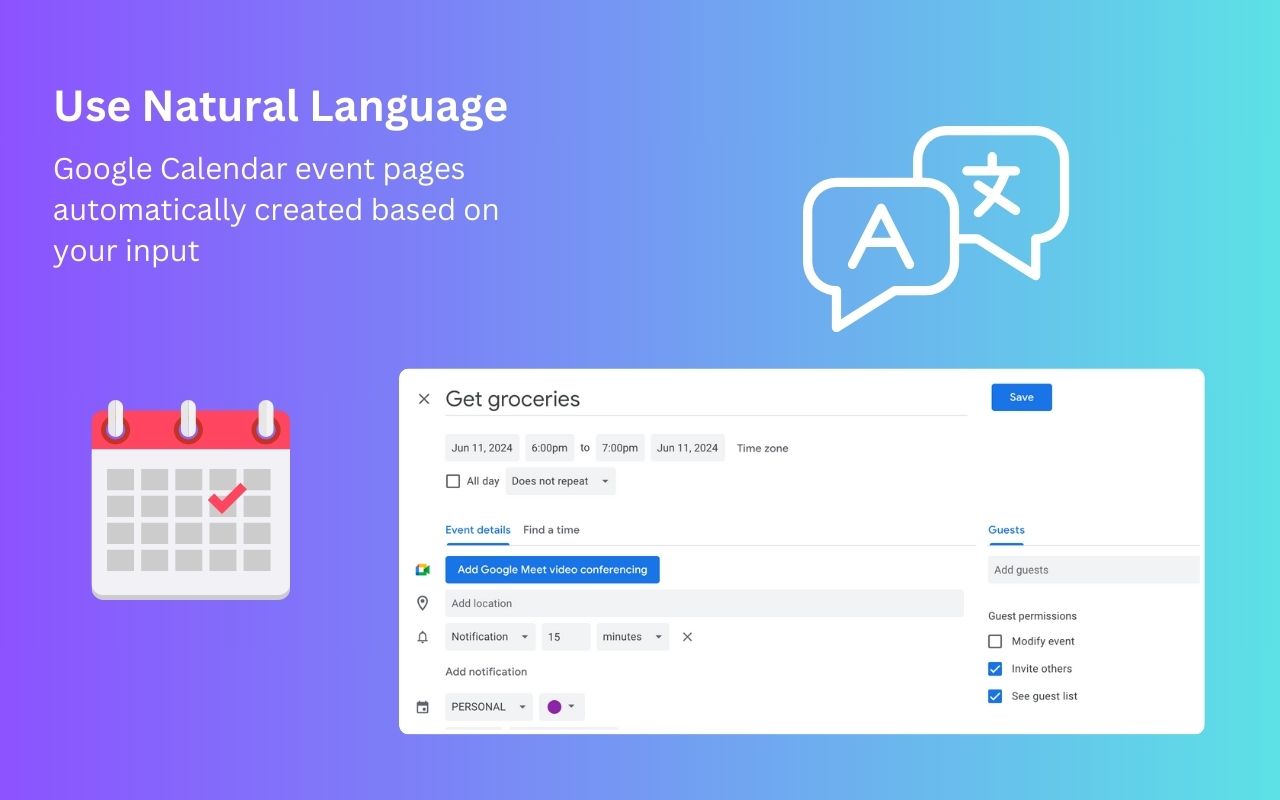 Use Natural Language
Google Calendar event pages
automatically created based on
your input
A
文
Get groceries
Save
Jun 11, 2024 6:00pm to 7:00pm Jun 11, 2024 Time zone
All day Does not repeat
Event details Find a time
Guests
Add Google Meet video conferencing
Add guests
Add location
Guest permissions
Notification 15 minutes
Modify event
Invite others
Add notification
See guest list
PERSONAL